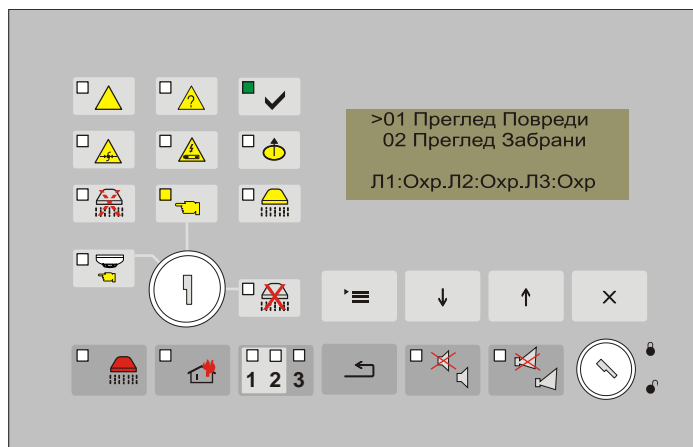 >01 Преглед Повреди
02 Преглед Забрани
Л1:Охр.Л2:Охр.Л3:Охр
?
1 2 3